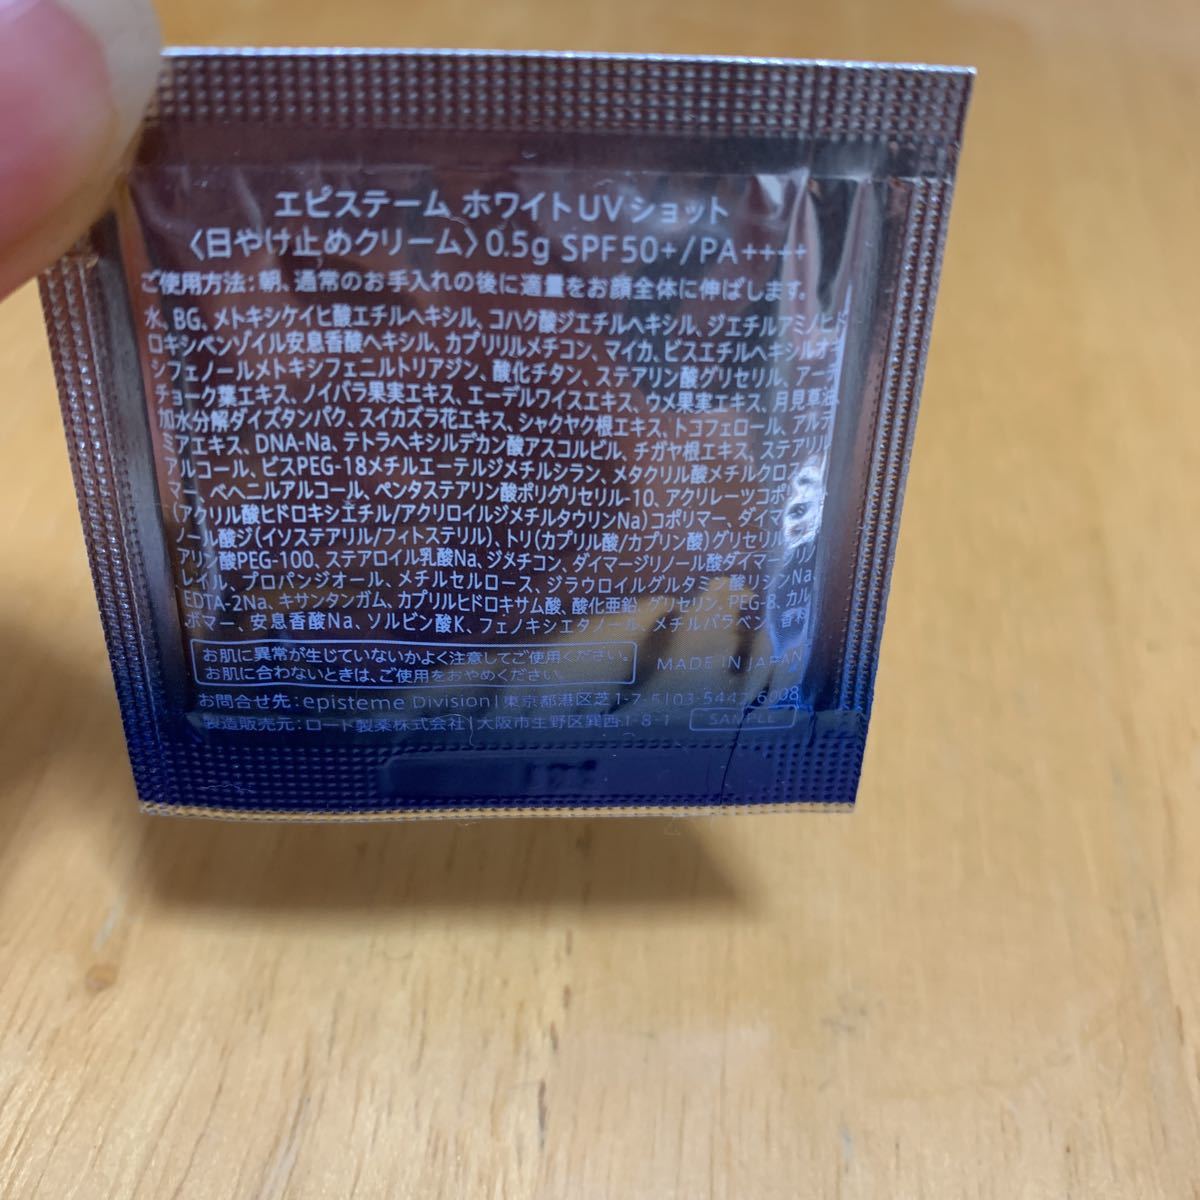 エピステーム ホワイトUVショット
〈日やけ止めクリーム〉0.5g SPF50+/PA++++
ご使用方法：朝、通常のお手入れの後に適量をお顔全体に伸ばします。
水、BG、メトキシケイヒ酸エチルヘキシル、コハク酸ジエチルヘキシル、ジエチルアミノヒド
ロキシベンゾイル安息香酸ヘキシル、カプリリルメチコン、マイカ、ビスエチルヘキシルオキ
シフェノールメトキシフェニルトリアジン、酸化チタン、ステアリン酸グリセリル、アーティ
チョーク葉エキス、ノイバラ果実エキス、エーデルワイスエキス、ウメ果実エキス、月見草油、
加水分解ダイズタンパク、スイカズラ花エキス、シャクヤク根エキス、トコフェロール、アルテ
ミアエキス、DNA-Na、テトラヘキシルデカン酸アスコルビル、チガヤ根エキス、ステアリル
アルコール、ビスPEG-18メチルエーテルジメチルシラン、メタクリル酸メチルクロス
マー、ベヘニルアルコール、ペンタステアリン酸ポリグリセリル-10、アクリレーツコポリ
(アクリル酸ヒドロキシエチル/アクリロイルジメチルタウリンNa)コポリマー、ダイマー
ノール酸ジ(イソステアリル/フィトステリル)、トリ(カプリル酸/カプリン酸)グリセリル
アリン酸PEG-100、ステアロイル乳酸Na、ジメチコン、ダイマージリノール酸ダイマージリノ
レイル、プロパンジオール、メチルセルロース、ジラウロイルグルタミン酸リシンNa、
EDTA-2Na、キサンタンガム、カプリルヒドロキサム酸、酸化亜鉛、グリセリン、PEG-8、カル
ボマー、安息香酸Na、ソルビン酸K、フェノキシエタノール、メチルパラベン、香料
お肌に異常が生じていないかよく注意してご使用ください。
お肌に合わないときは、ご使用をおやめください。
MADE IN JAPAN
お問合せ先：episteme Division|東京都港区芝1-7-5|03-5442-6008
製造販売元：ロート製薬株式会社|大阪市生野区巽西1-8-1
SAMPLE